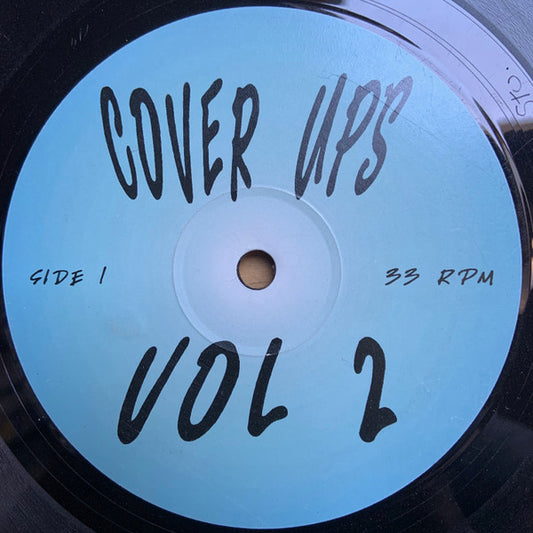 COVER UPS
SIDE 1
33 RPM
VOL 2